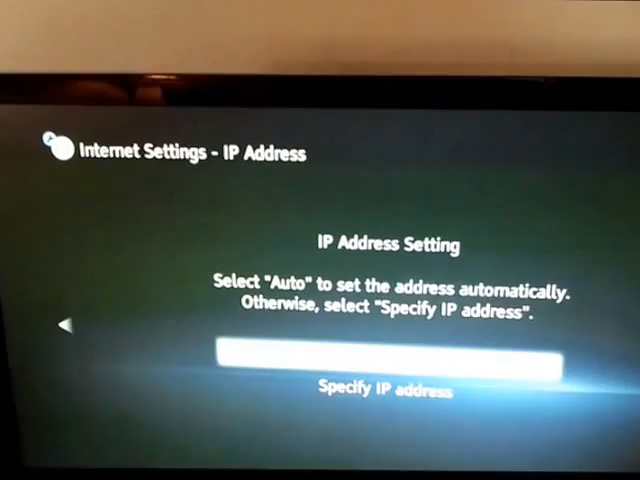 Internet Settings - IP Address
IP Address Setting
Select "Auto" to set the address automatically.
Otherwise, select "Specify IP address".
Specify IP address